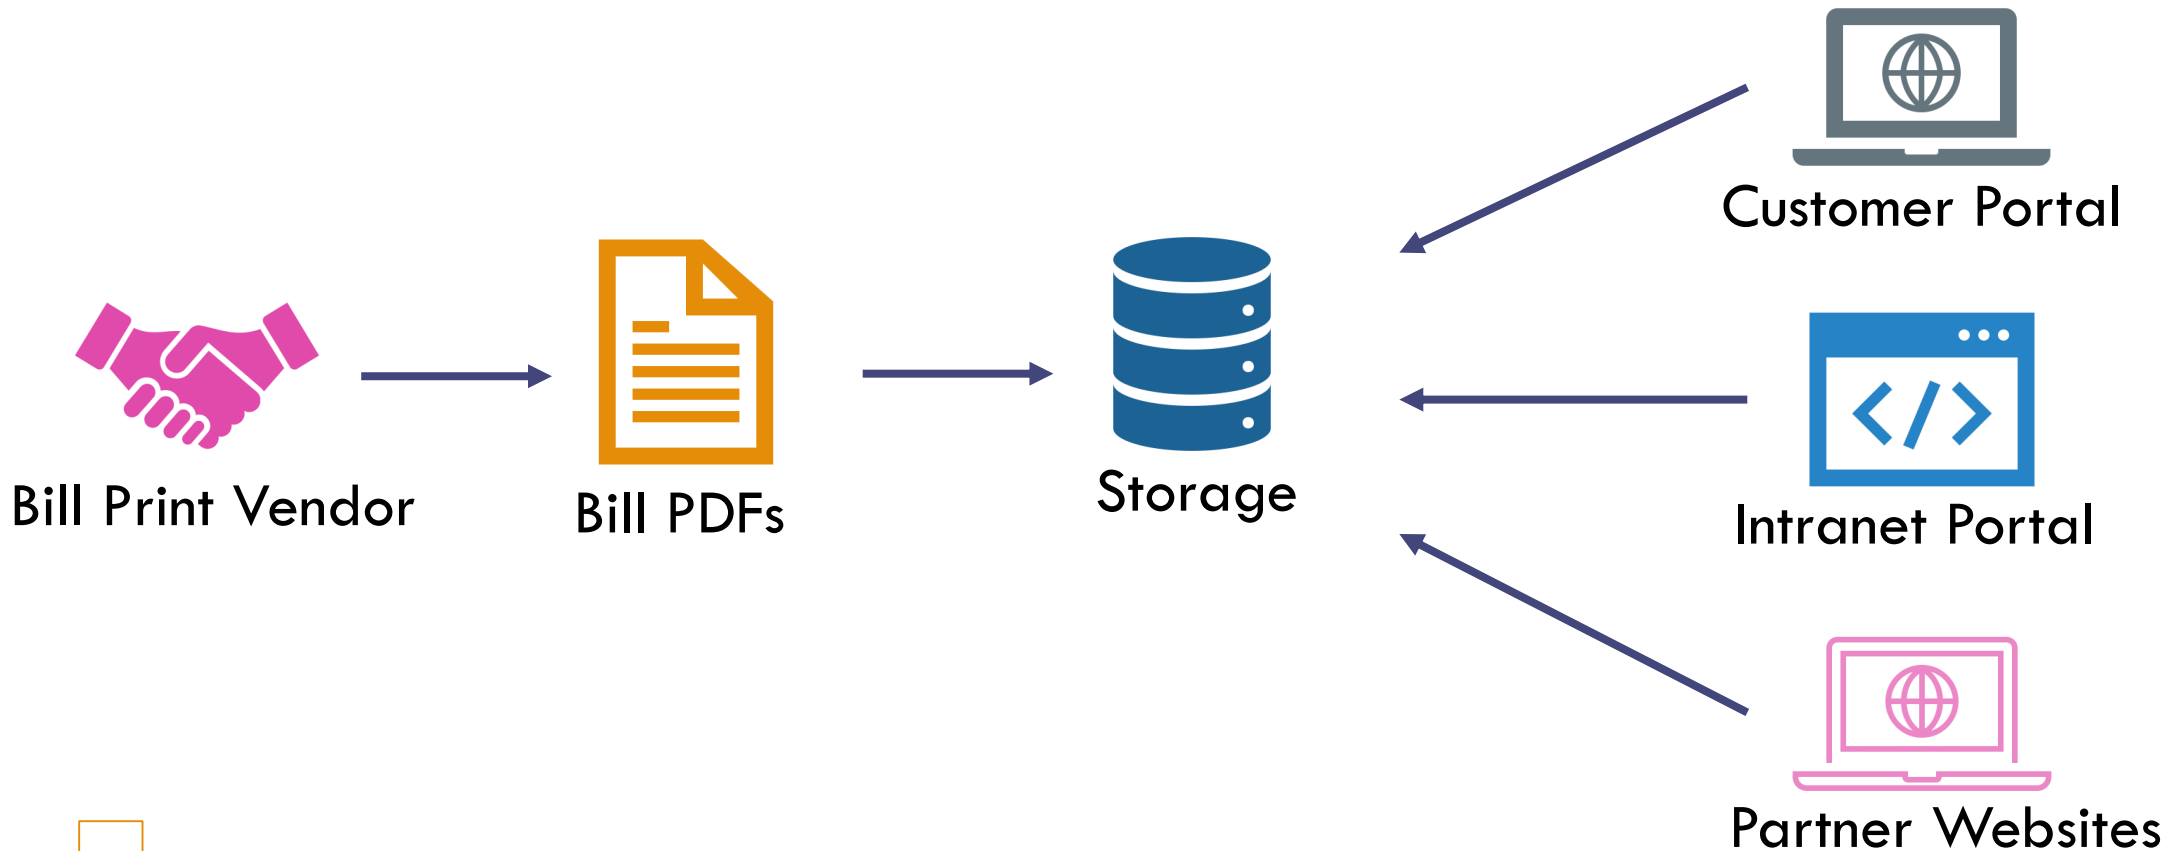 Customer Portal
Bill Print Vendor
Bill PDFs
Storage
Intranet Portal
Partner Websites